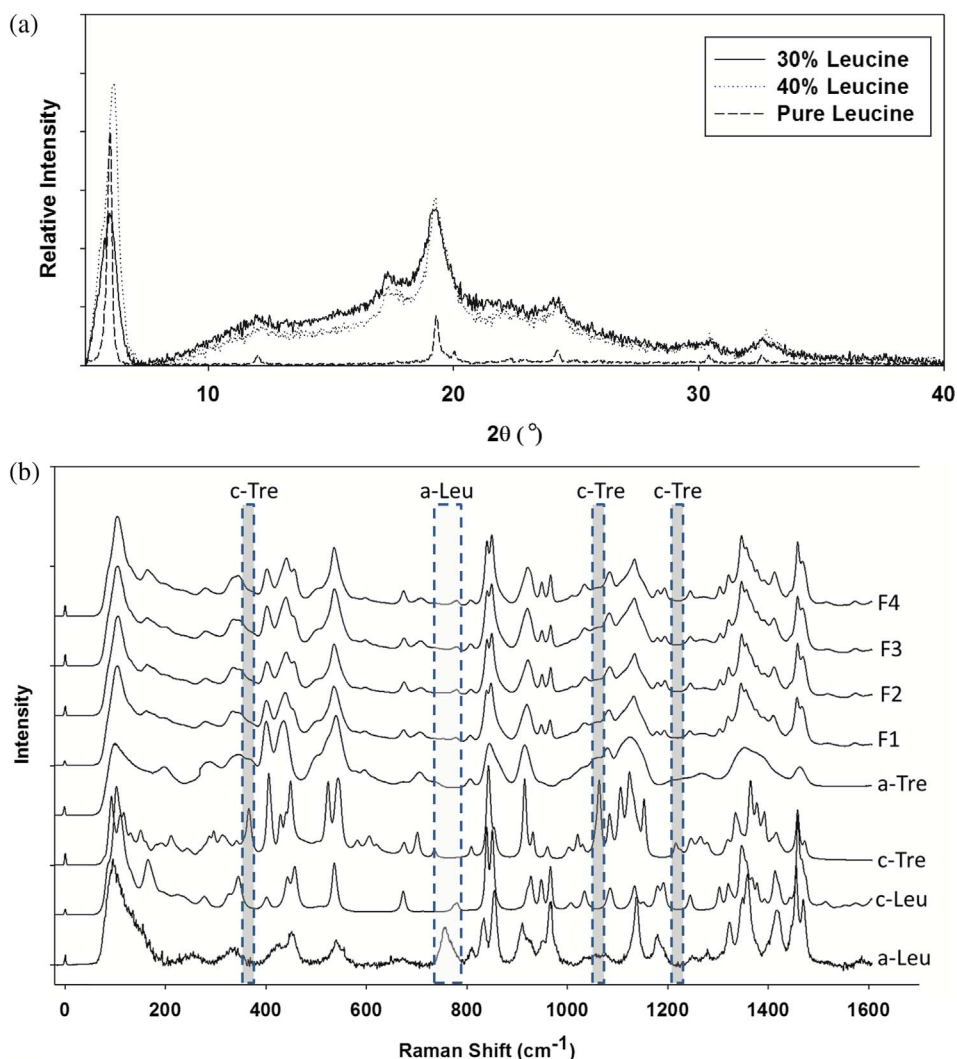 (a)
30% Leucine
40% Leucine
Pure Leucine
Relative Intensity
10 20 30 40
2θ (°)
(b)
c-Tre a-Leu c-Tre c-Tre
F4
F3
F2
F1
a-Tre
c-Tre
c-Leu
a-Leu
Intensity
0 200 400 600 800 1000 1200 1400 1600
Raman Shift (cm-1)